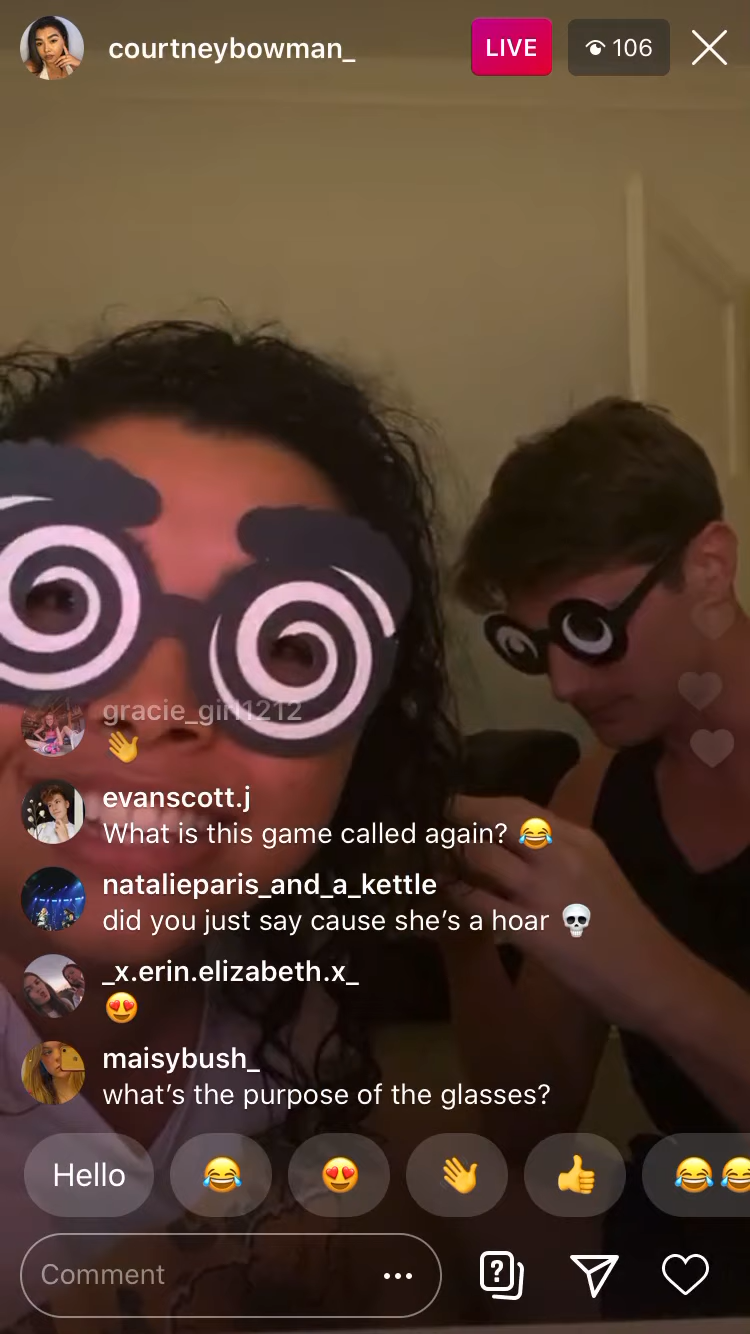 courtneybowman_
LIVE
106
gracie_girl1212
👋
evanscott.j
What is this game called again? 😂
natalieparis_and_a_kettle
did you just say cause she's a hoar 💀
_x.erin.elizabeth.x_
😍
maisybush_
what's the purpose of the glasses?
Hello 😂 😍 👋 👍 😂😂
Comment